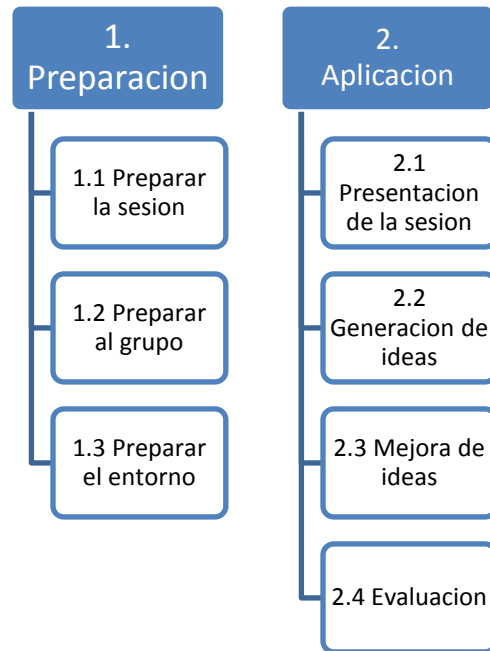 1.
Preparacion
1.1 Preparar
la sesion
1.2 Preparar
al grupo
1.3 Preparar
el entorno
2.
Aplicacion
2.1
Presentacion
de la sesion
2.2
Generacion de
ideas
2.3 Mejora de
ideas
2.4 Evaluacion